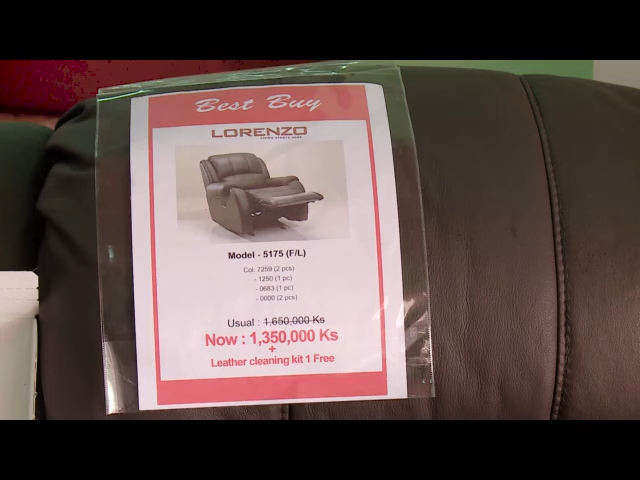 Best Buy
LORENZO
Model - 5175 (F/L)
Col: 7259 (2 pcs)
- 1250 (1 pc)
- 0683 (1 pc)
- 0000 (2 pcs)
Usual : 1,650,000 Ks
Now : 1,350,000 Ks
+
Leather cleaning kit 1 Free